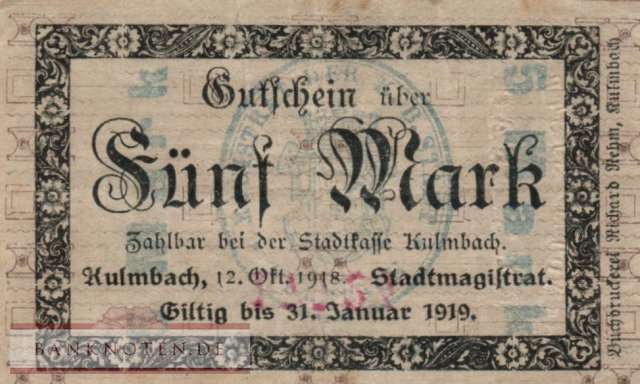 Gutschein über
Fünf Mark
Zahlbar bei der Stadtkasse Kulmbach.
Kulmbach, 12. Okt. 1918. Stadtmagistrat.
Giltig bis 31. Januar 1919.
Buchdruckerei Richard Rehm, Kulmbach
BANKNOTEN.DE